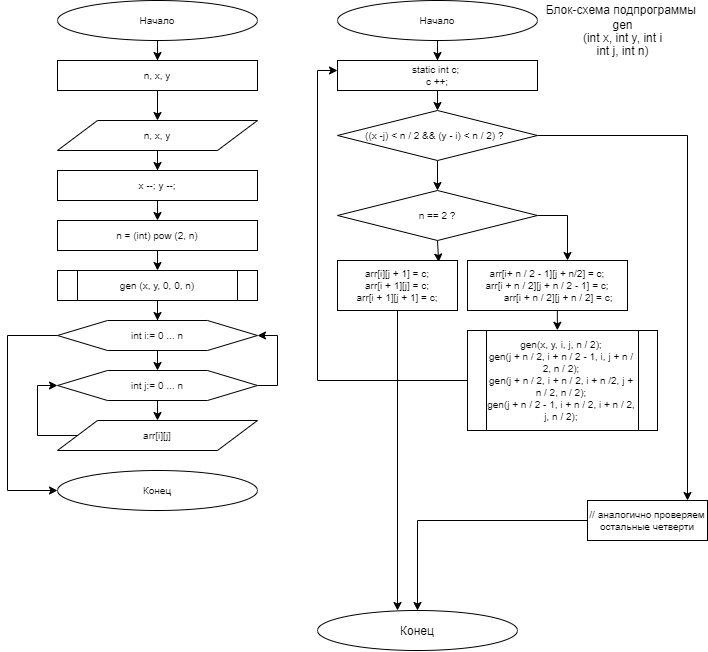 Начало
n, x, y
n, x, y
x --; y --;
n = (int) pow (2, n)
gen (x, y, 0, 0, n)
int i:= 0 ... n
int j:= 0 ... n
arr[i][j]
Конец
Блок-схема подпрограммы
gen
(int x, int y, int i
int j, int n)
Начало
static int c;
c ++;
((x -j) < n / 2 && (y - i) < n / 2) ?
n == 2 ?
arr[i][j + 1] = c;
arr[i + 1][j] = c;
arr[i + 1][j + 1] = c;
arr[i+ n / 2 - 1][j + n/2] = c;
arr[i + n / 2][j + n / 2 - 1] = c;
arr[i + n / 2][j + n / 2] = c;
gen(x, y, i, j, n / 2);
gen(j + n / 2, i + n / 2 - 1, i, j + n /
2, n / 2);
gen(j + n / 2, i + n / 2, i + n /2, j +
n / 2, n / 2);
gen(j + n / 2 - 1, i + n / 2, i + n / 2,
j, n / 2);
// аналогично проверяем
остальные четверти
Конец